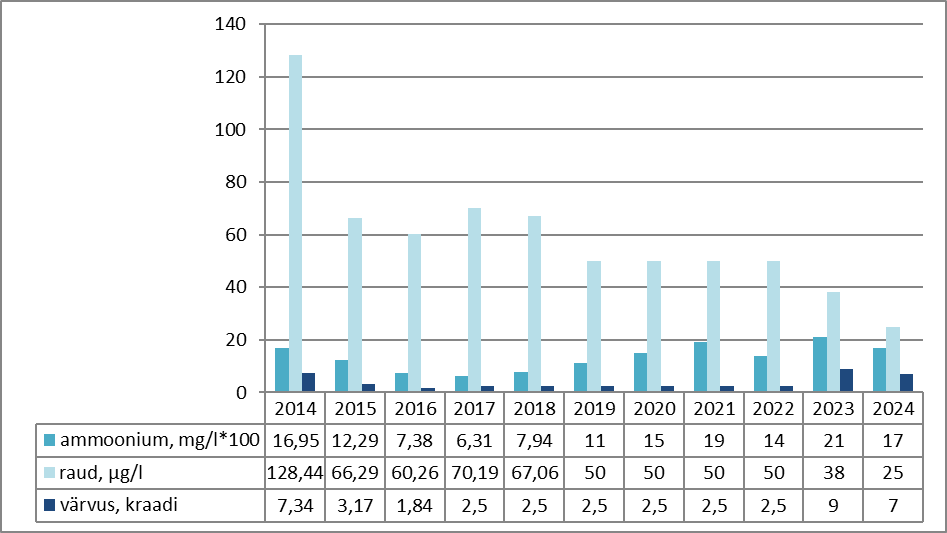 140
120
100
80
60
40
20
0
2014 2015 2016 2017 2018 2019 2020 2021 2022 2023 2024
ammoonium, mg/l*100 16,95 12,29 7,38 6,31 7,94 11 15 19 14 21 17
raud, µg/l 128,44 66,29 60,26 70,19 67,06 50 50 50 50 38 25
värvus, kraadi 7,34 3,17 1,84 2,5 2,5 2,5 2,5 2,5 2,5 9 7